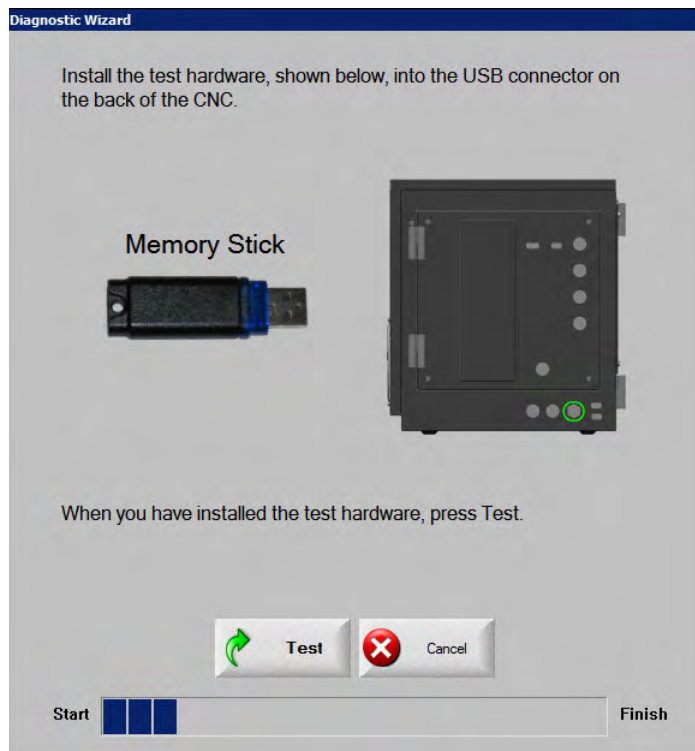 Diagnostic Wizard
Install the test hardware, shown below, into the USB connector on
the back of the CNC.
Memory Stick
When you have installed the test hardware, press Test.
Test
Cancel
Start
Finish